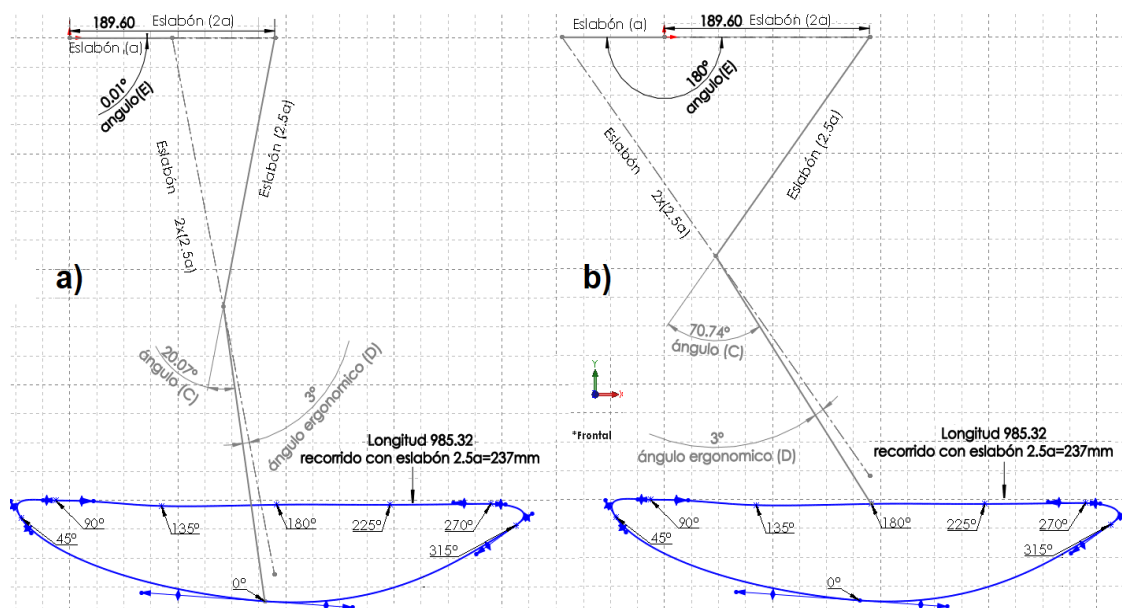 Eslabón (2a)
189.60
Eslabón (a)
0.01°
angulo(E)
Eslabón
2x(2.5a)
Eslabón (2.5a)
a)
20.07°
ángulo (C)
3°
ángulo ergonomico (D)
Longitud 985.32
recorrido con eslabón 2.5a=237mm
90°
135°
180°
225°
270°
45°
315°
0°
Eslabón (a)
189.60
Eslabón (2a)
180°
angulo(E)
Eslabón
2x(2.5a)
Eslabón (2.5a)
b)
70.74°
ángulo (C)
Y
X
*Frontal
3°
ángulo ergonomico (D)
Longitud 985.32
recorrido con eslabón 2.5a=237mm
90°
135°
180°
225°
270°
45°
315°
0°